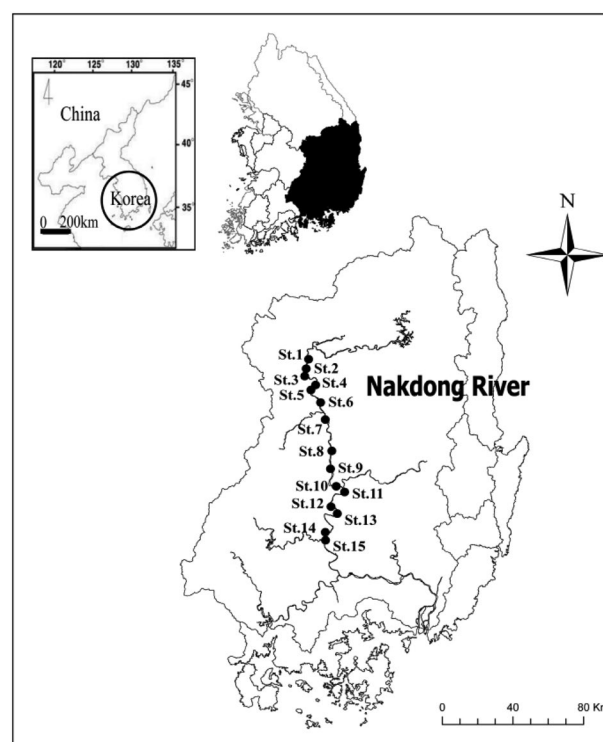 120° 125° 130° 135°
45°
China
40°
Korea
35°
0 200km
N
St.1
St.2
St.3
St.4
Nakdong River
St.5
St.6
St.7
St.8
St.9
St.10
St.11
St.12
St.13
St.14
St.15
0 20 40 80 Km